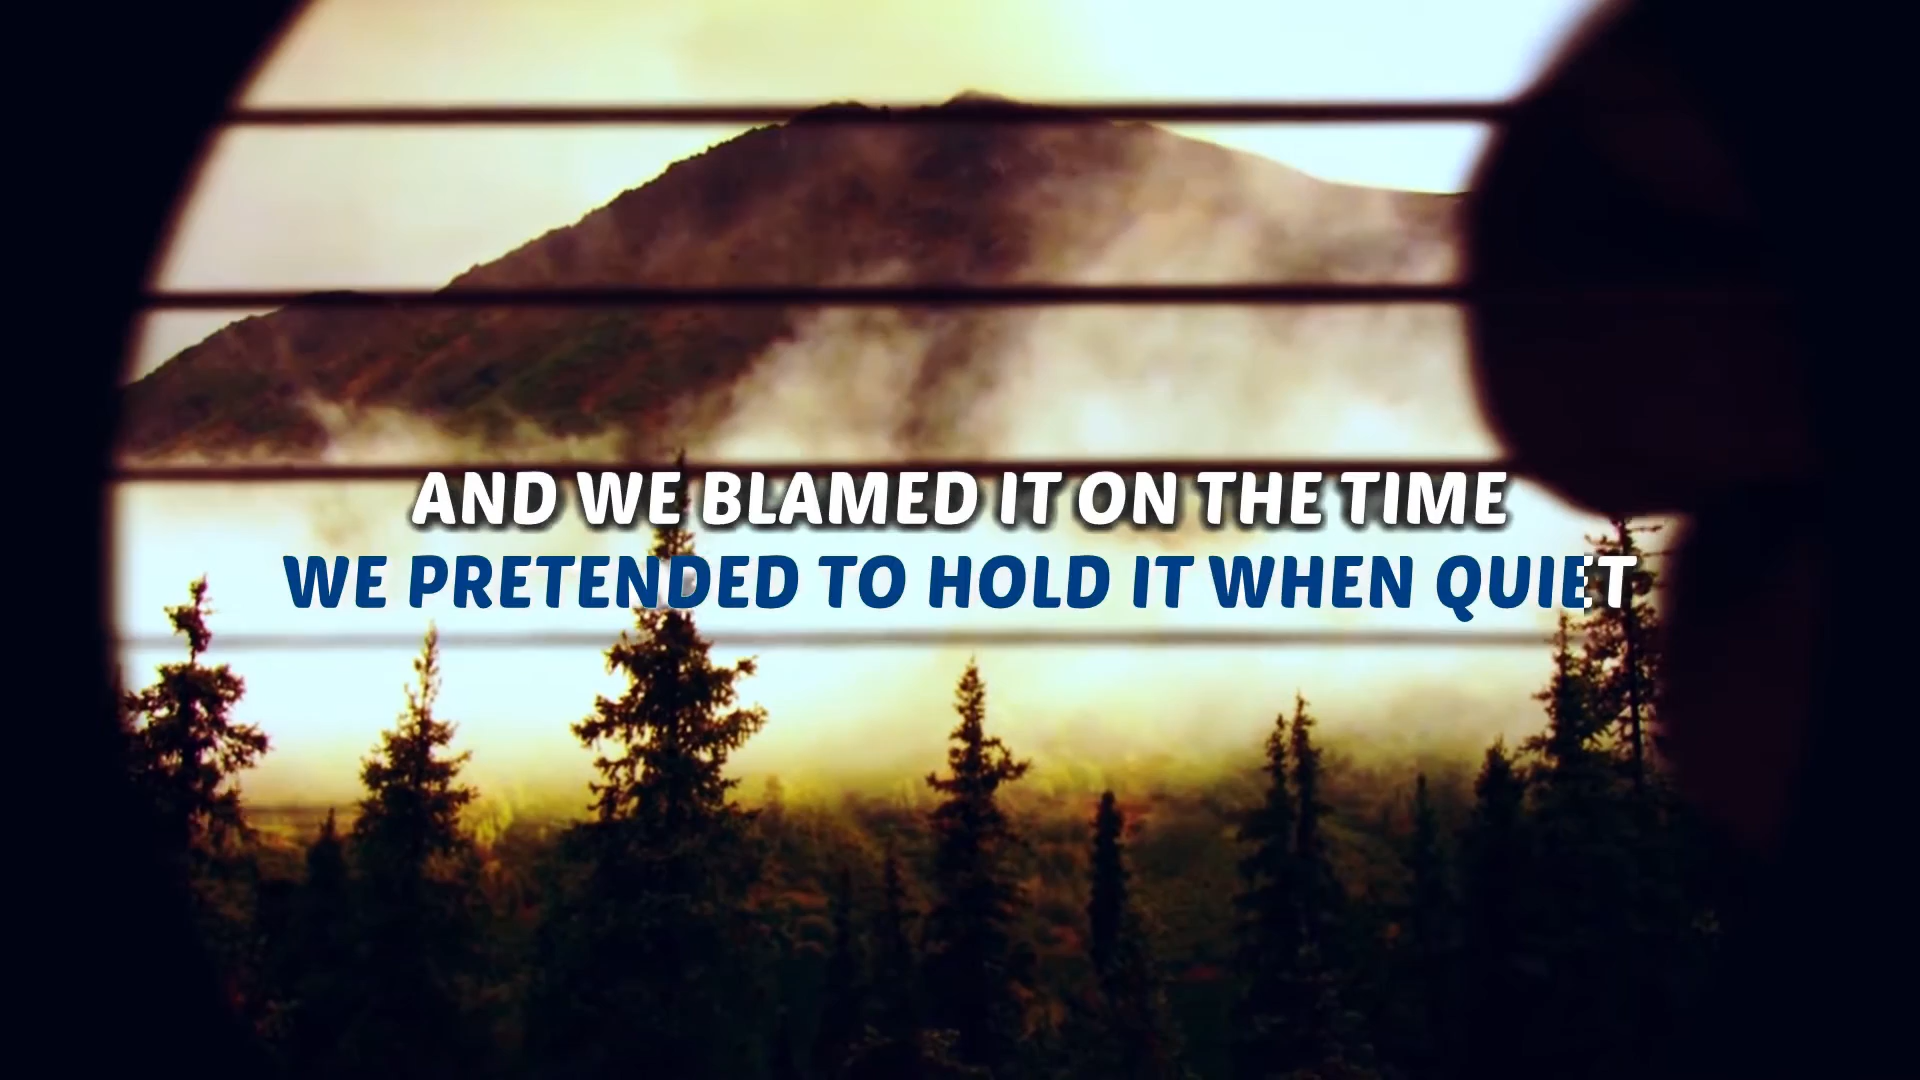 AND WE BLAMED IT ON THE TIME
WE PRETENDED TO HOLD IT WHEN QUIET